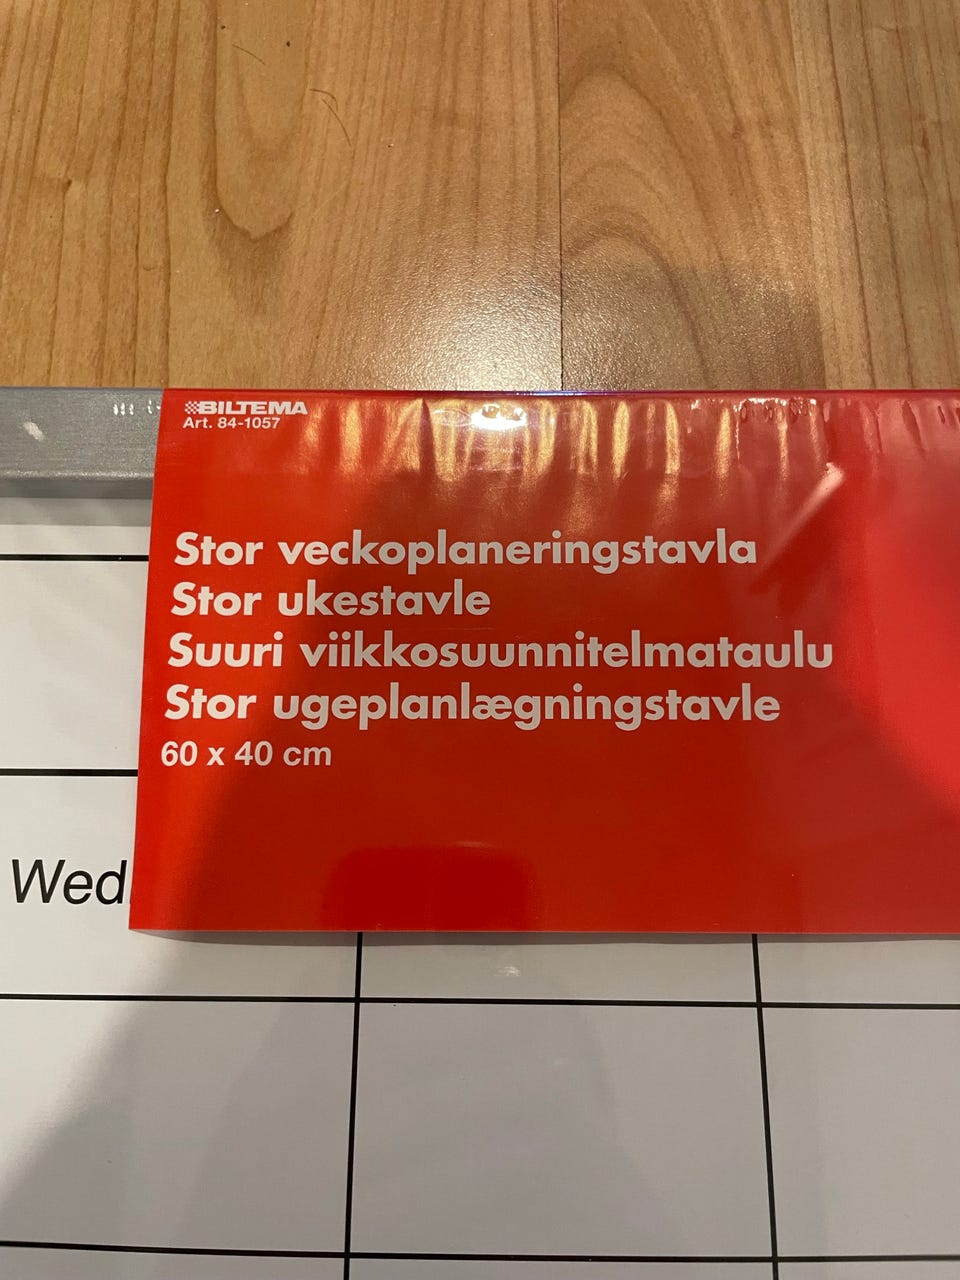 BILTEMA
Art. 84-1057
Stor veckoplaneringstavla
Stor ukestavle
Suuri viikkosuunnitelmataulu
Stor ugeplanlægningstavle
60 x 40 cm
Wed